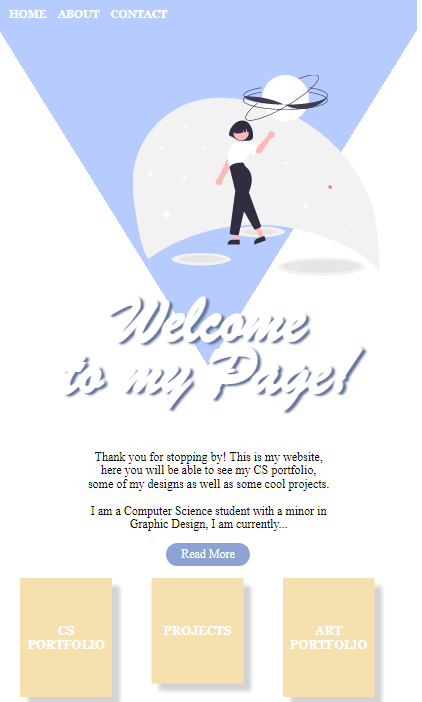 HOME ABOUT CONTACT
Welcome
to my Page!
Thank you for stopping by! This is my website,
here you will be able to see my CS portfolio,
some of my designs as well as some cool projects.
I am a Computer Science student with a minor in
Graphic Design, I am currently...
Read More
CS
PORTFOLIO
PROJECTS
ART
PORTFOLIO